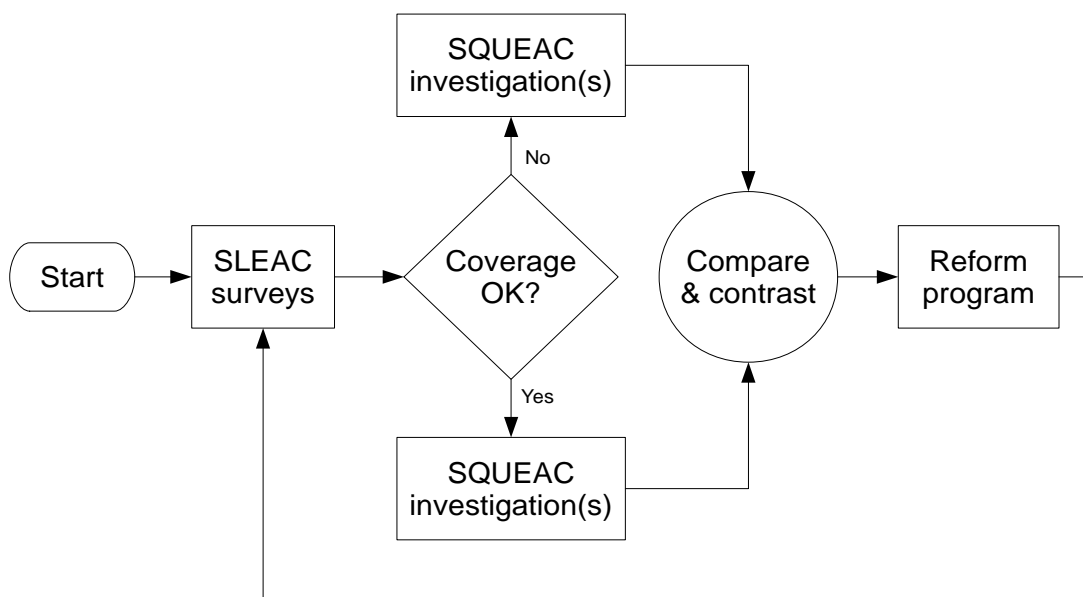 SQUEAC
investigation(s)
No
Start
SLEAC
surveys
Coverage
OK?
Compare
& contrast
Reform
program
Yes
SQUEAC
investigation(s)